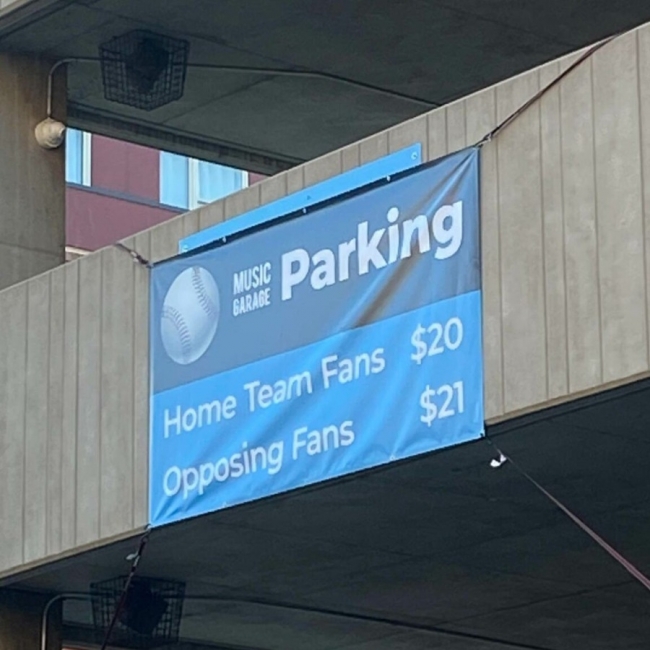 MUSIC
GARAGE
Parking
Home Team Fans $20
Opposing Fans $21